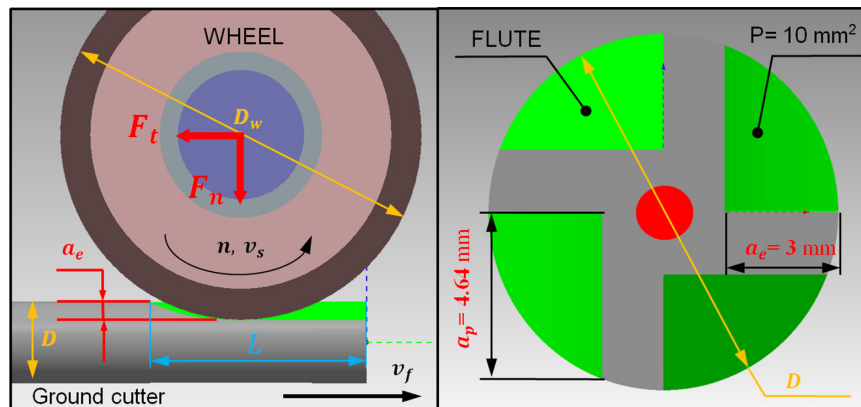 WHEEL
D_w
F_t
F_n
n, v_s
a_e
D
L
v_f
Ground cutter
FLUTE
P= 10 mm²
a_e= 3 mm
a_p= 4.64 mm
D